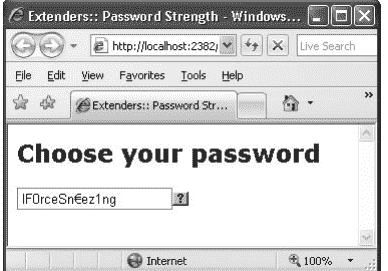 Extenders:: Password Strength - Windows...
http://localhost:2382/
Live Search
File Edit View Favorites Tools Help
Extenders:: Password Str...
»
Choose your password
IF0rceSn€ez1ng
?
Internet
100%